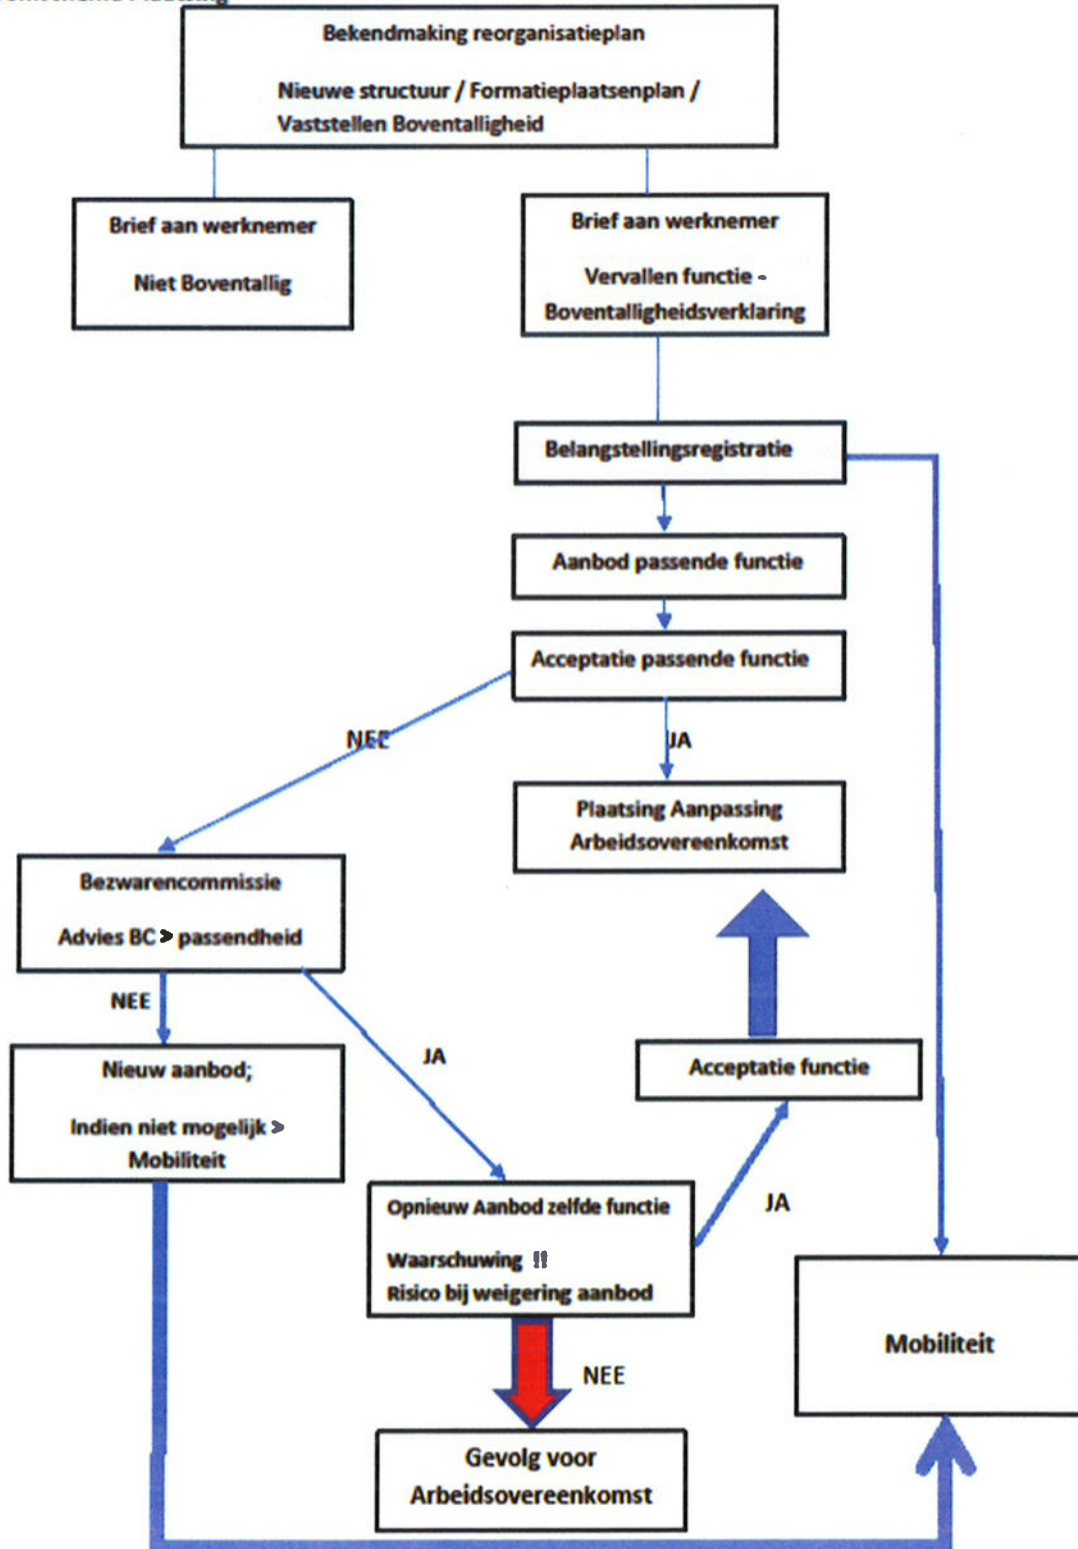 Bekendmaking reorganisatieplan
Nieuwe structuur / Formatieplaatsenplan /
Vaststellen Boventalligheid
Brief aan werknemer
Niet Boventallig
Brief aan werknemer
Vervallen functie -
Boventalligheidsverklaring
Belangstellingsregistratie
Aanbod passende functie
Acceptatie passende functie
NEE
JA
Plaatsing Aanpassing
Arbeidsovereenkomst
Bezwarencommissie
Advies BC > passendheid
NEE
JA
Nieuw aanbod;
Indien niet mogelijk >
Mobiliteit
Acceptatie functie
JA
Opnieuw Aanbod zelfde functie
Waarschuwing !!
Risico bij weigering aanbod
NEE
Mobiliteit
Gevolg voor
Arbeidsovereenkomst